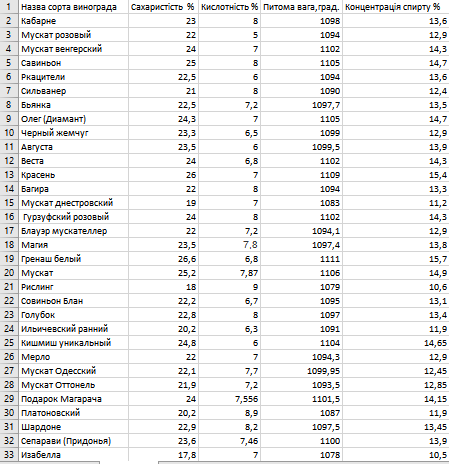 1 Назва сорта винограда Сахаристість % Кислотність % Питома вага,град. Концентрація спирту %
2 Кабарне 23 8 1098 13,6
3 Мускат розовый 22 5 1094 12,9
4 Мускат венгерский 24 7 1102 14,3
5 Савиньон 25 8 1105 14,7
6 Ркацители 22,5 6 1094 13,6
7 Сильванер 21 8 1090 12,4
8 Бьянка 22,5 7,2 1097,7 13,5
9 Олег (Диамант) 24,3 7 1105 14,7
10 Черный жемчуг 23,3 6,5 1099 12,9
11 Августа 23,5 6 1099,5 13,9
12 Веста 24 6,8 1102 14,3
13 Красень 26 7 1109 15,4
14 Багира 22 8 1094 13,3
15 Мускат днестровский 19 7 1083 11,2
16 Гурзуфский розовый 24 8 1102 14,3
17 Блауэр мускателлер 22 7,2 1094,1 12,9
18 Магия 23,5 7,8 1097,4 13,8
19 Гренаш белый 26,6 6,8 1111 15,7
20 Мускат 25,2 7,87 1106 14,9
21 Рислинг 18 9 1079 10,6
22 Совиньон Блан 22,2 6,7 1095 13,1
23 Голубок 22,8 8 1097 13,4
24 Ильичевский ранний 20,2 6,3 1091 11,9
25 Кишмиш уникальный 24,8 6 1104 14,65
26 Мерло 22 7 1094,3 12,9
27 Мускат Одесский 22,1 7,7 1099,95 12,45
28 Мускат Оттонель 21,9 7,2 1093,5 12,85
29 Подарок Магарача 24 7,556 1101,5 14,15
30 Платоновский 20,2 8,9 1087 11,9
31 Шардоне 22,9 8,2 1097,5 13,45
32 Сепарави (Придонья) 23,6 7,46 1100 13,9
33 Изабелла 17,8 7 1078 10,5